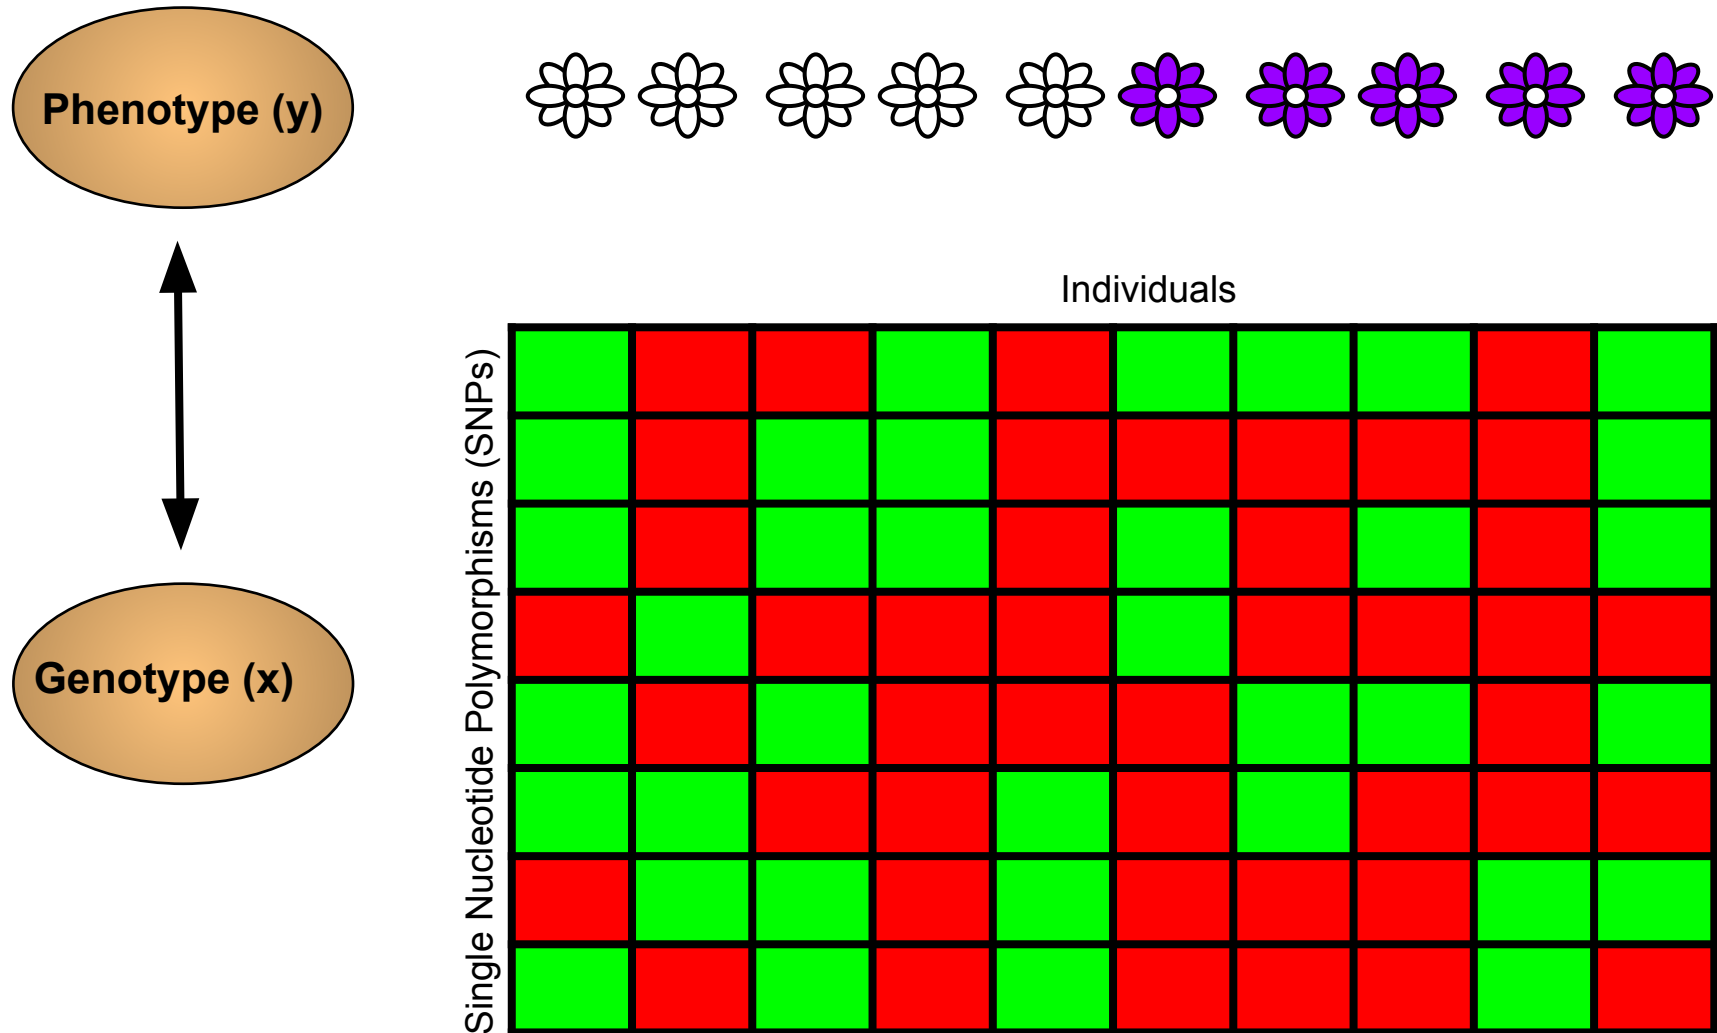 Phenotype (y)
Individuals
Single Nucleotide Polymorphisms (SNPs)
Genotype (x)